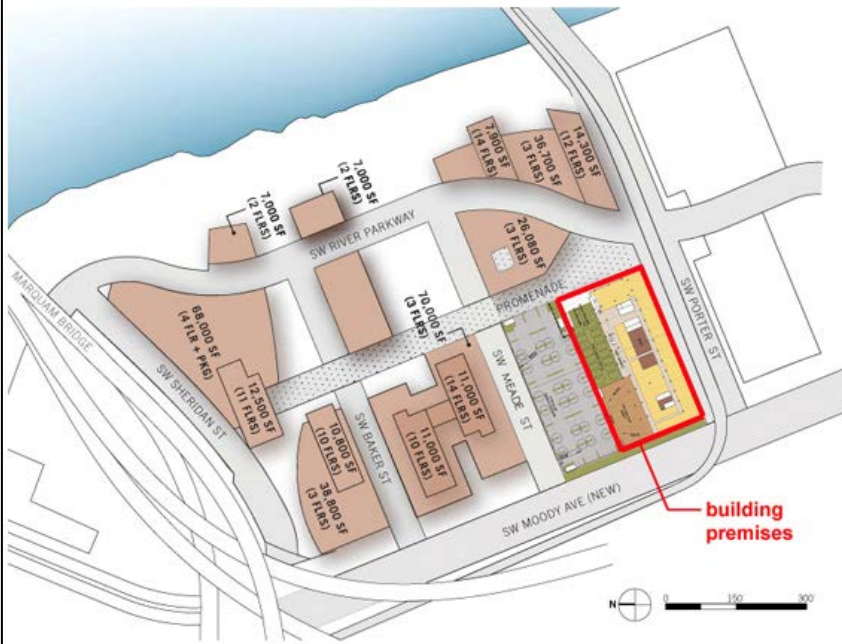 7,900 SF
(14 FLRS)
36,700 SF
(3 FLRS)
14,300 SF
(12 FLRS)
7,000 SF
(2 FLRS)
7,000 SF
(2 FLRS)
SW RIVER PARKWAY
26,080 SF
(3 FLRS)
MARQUAM BRIDGE
68,000 SF
(4 FLR + PKG)
70,000 SF
(3 FLRS)
PROMENADE
SW PORTER ST
SW SHERIDAN ST
12,500 SF
(11 FLRS)
SW MEADE ST
11,000 SF
(14 FLRS)
SW BAKER ST
10,800 SF
(10 FLRS)
11,000 SF
(10 FLRS)
38,800 SF
(3 FLRS)
SW MOODY AVE (NEW)
building
premises
N
0 150' 300'